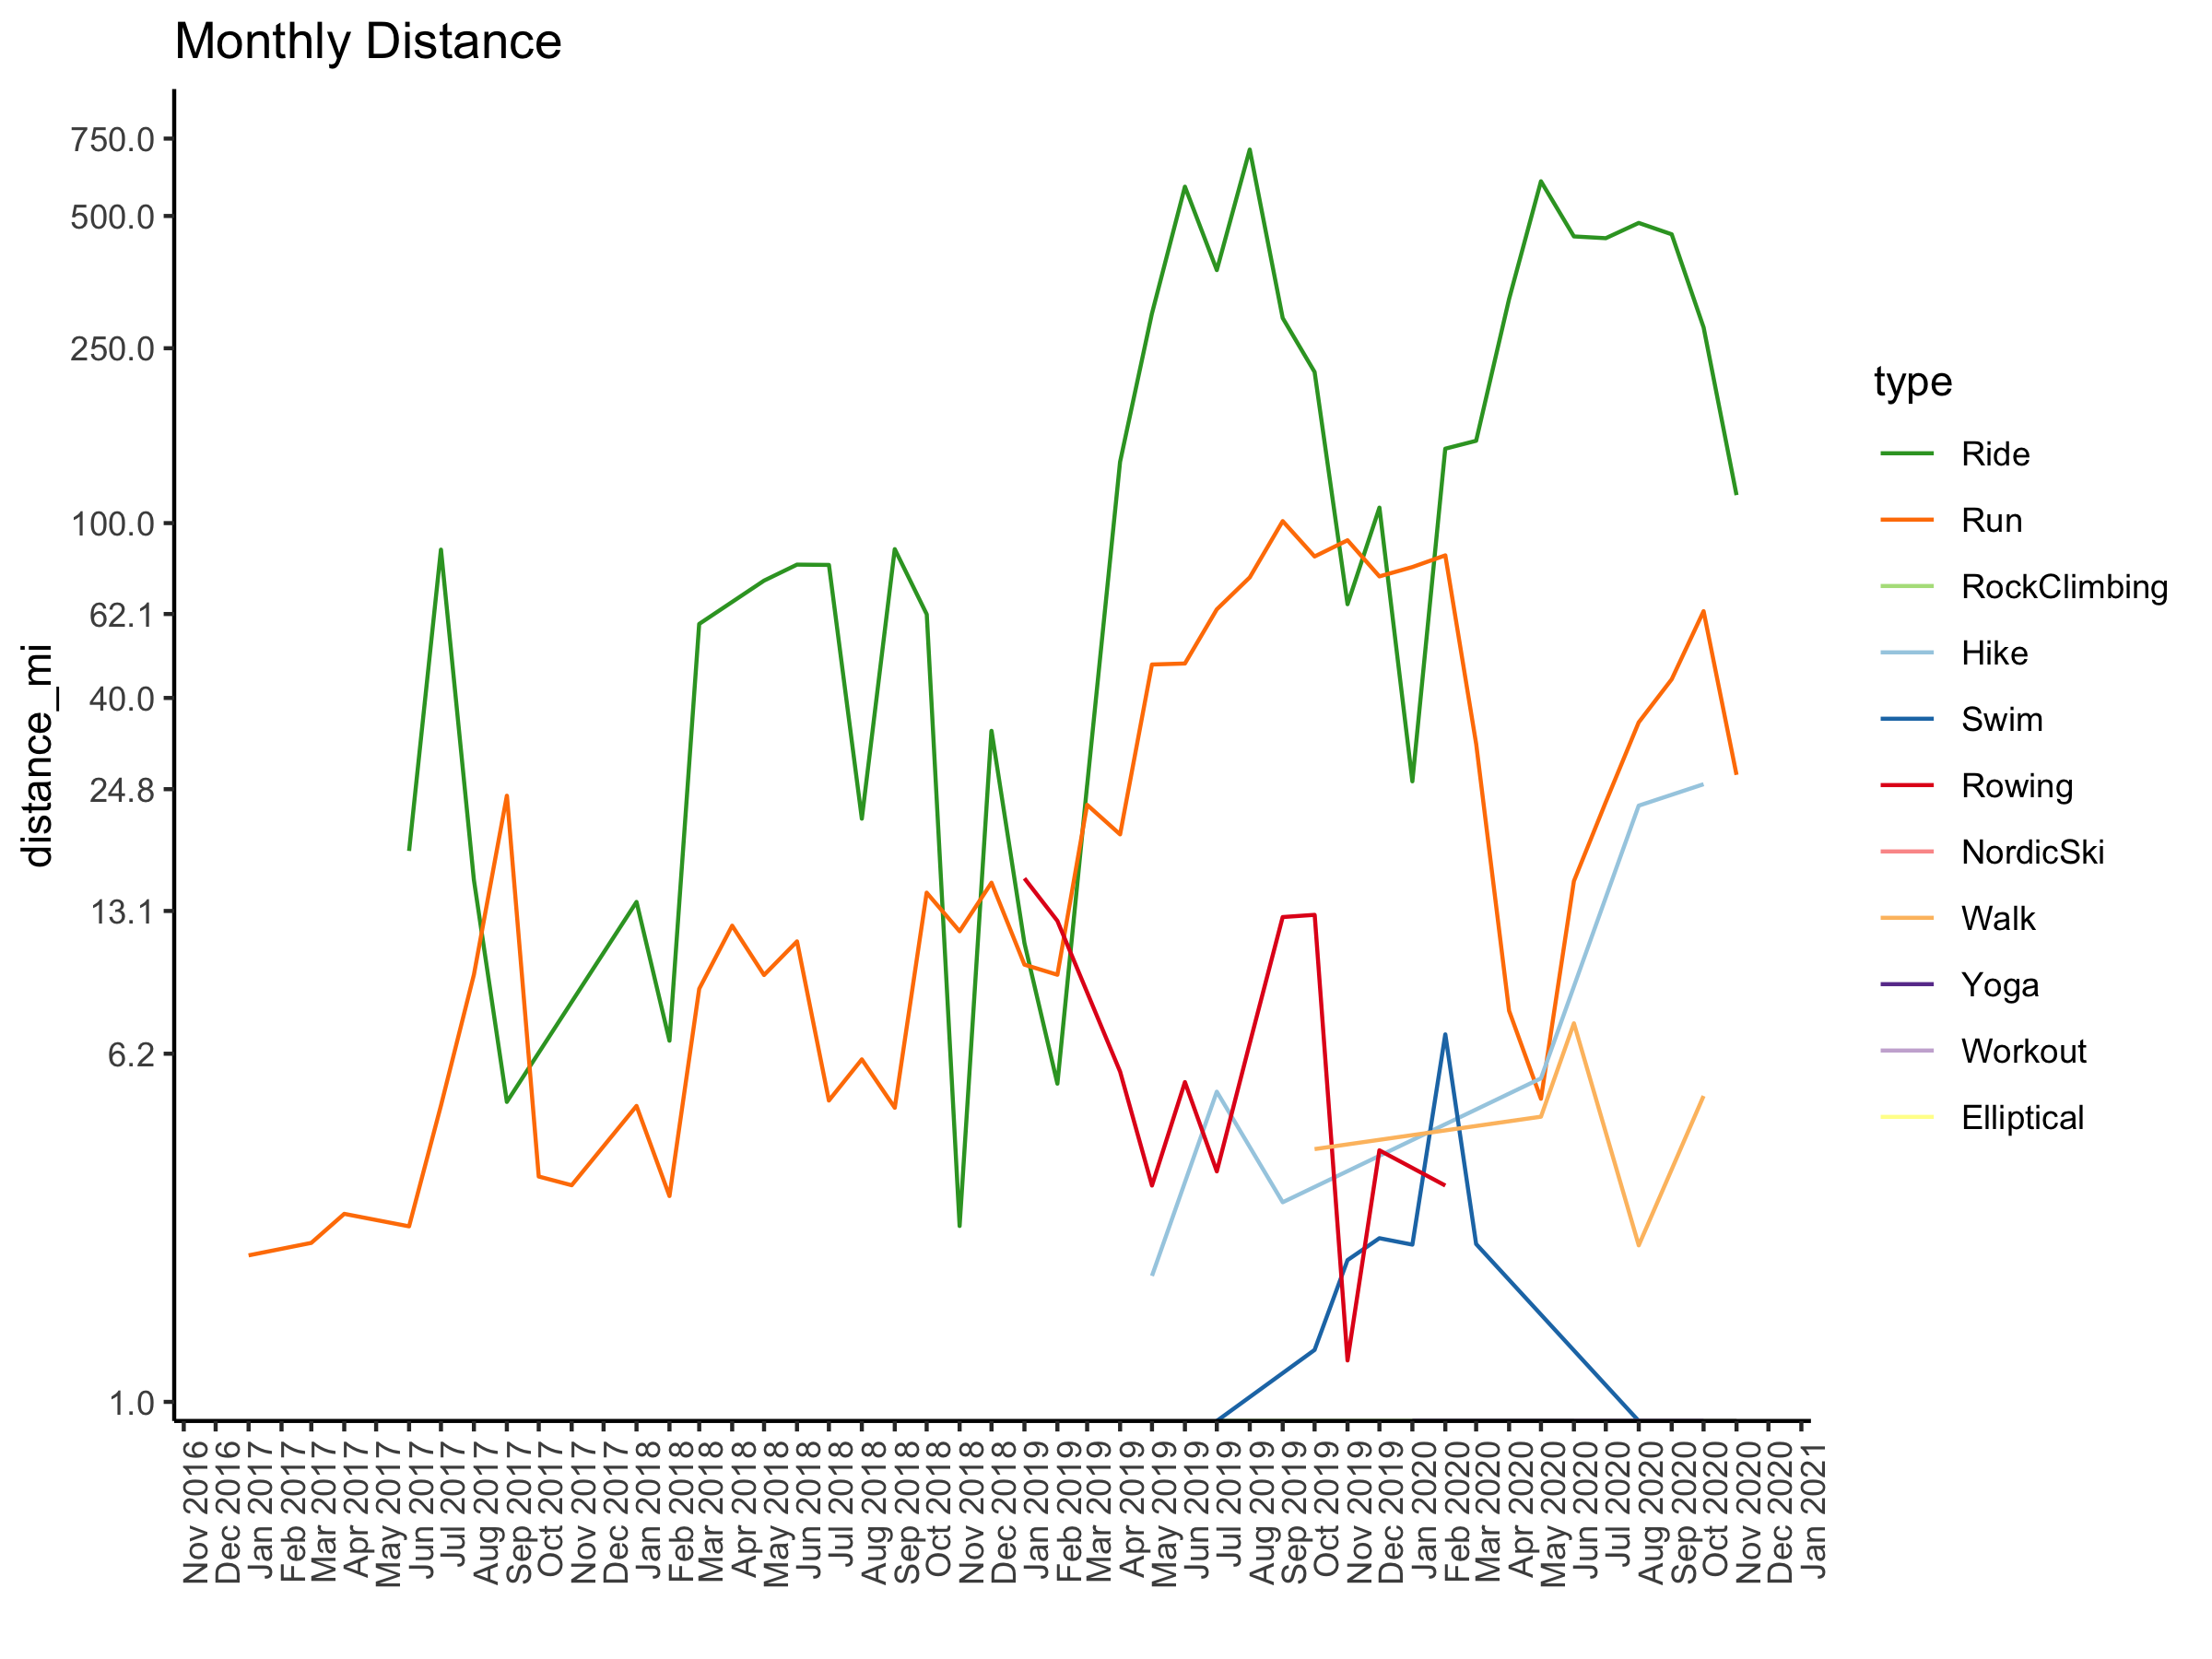 Monthly Distance
750.0
500.0
250.0
100.0
62.1
40.0
24.8
13.1
6.2
1.0
distance_mi
Nov 2016
Dec 2016
Jan 2017
Feb 2017
Mar 2017
Apr 2017
May 2017
Jun 2017
Jul 2017
Aug 2017
Sep 2017
Oct 2017
Nov 2017
Dec 2017
Jan 2018
Feb 2018
Mar 2018
Apr 2018
May 2018
Jun 2018
Jul 2018
Aug 2018
Sep 2018
Oct 2018
Nov 2018
Dec 2018
Jan 2019
Feb 2019
Mar 2019
Apr 2019
May 2019
Jun 2019
Jul 2019
Aug 2019
Sep 2019
Oct 2019
Nov 2019
Dec 2019
Jan 2020
Feb 2020
Mar 2020
Apr 2020
May 2020
Jun 2020
Jul 2020
Aug 2020
Sep 2020
Oct 2020
Nov 2020
Dec 2020
Jan 2021
type
Ride
Run
RockClimbing
Hike
Swim
Rowing
NordicSki
Walk
Yoga
Workout
Elliptical